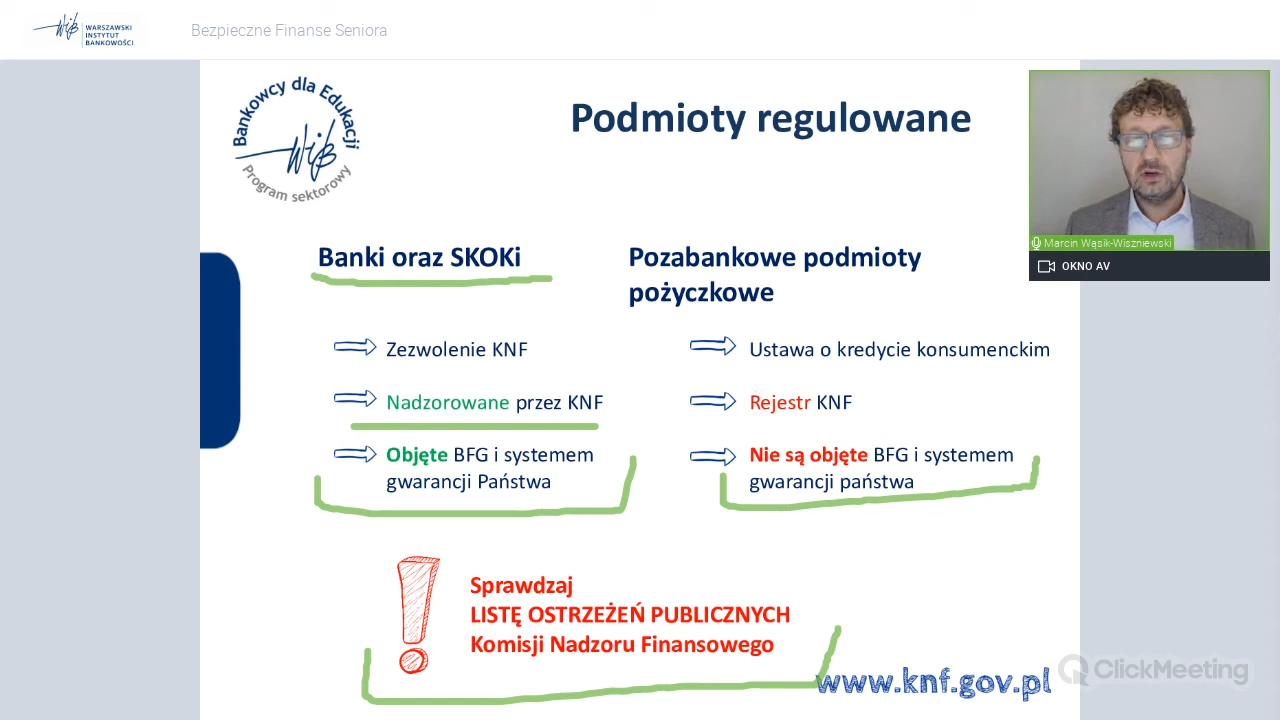 WARSZAWSKI
INSTYTUT
BANKOWOŚCI
Bezpieczne Finanse Seniora
Bankowcy dla Edukacji
WiB
Program sektorowy
Podmioty regulowane
Marcin Wąsik-Wiszniewski
OKNO AV
Banki oraz SKOKi
Zezwolenie KNF
Nadzorowane przez KNF
Objęte BFG i systemem
gwarancji Państwa
Pozabankowe podmioty
pożyczkowe
Ustawa o kredycie konsumenckim
Rejestr KNF
Nie są objęte BFG i systemem
gwarancji państwa
Sprawdzaj
LISTĘ OSTRZEŻEŃ PUBLICZNYCH
Komisji Nadzoru Finansowego
www.knf.gov.pl
ClickMeeting